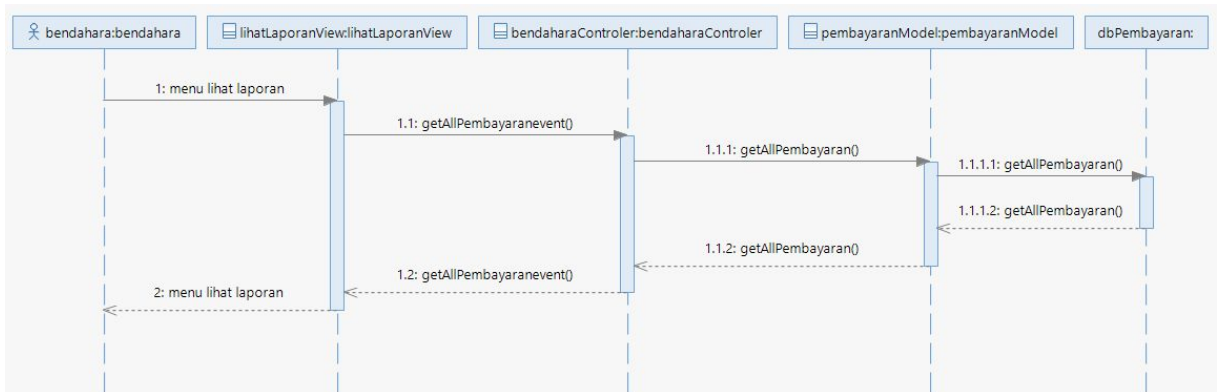 bendahara:bendahara
lihatLaporanView:lihatLaporanView
bendaharaControler:bendaharaControler
pembayaranModel:pembayaranModel
dbPembayaran:
1: menu lihat laporan
1.1: getAllPembayaranevent()
1.1.1: getAllPembayaran()
1.1.1.1: getAllPembayaran()
1.1.1.2: getAllPembayaran()
1.1.2: getAllPembayaran()
1.2: getAllPembayaranevent()
2: menu lihat laporan